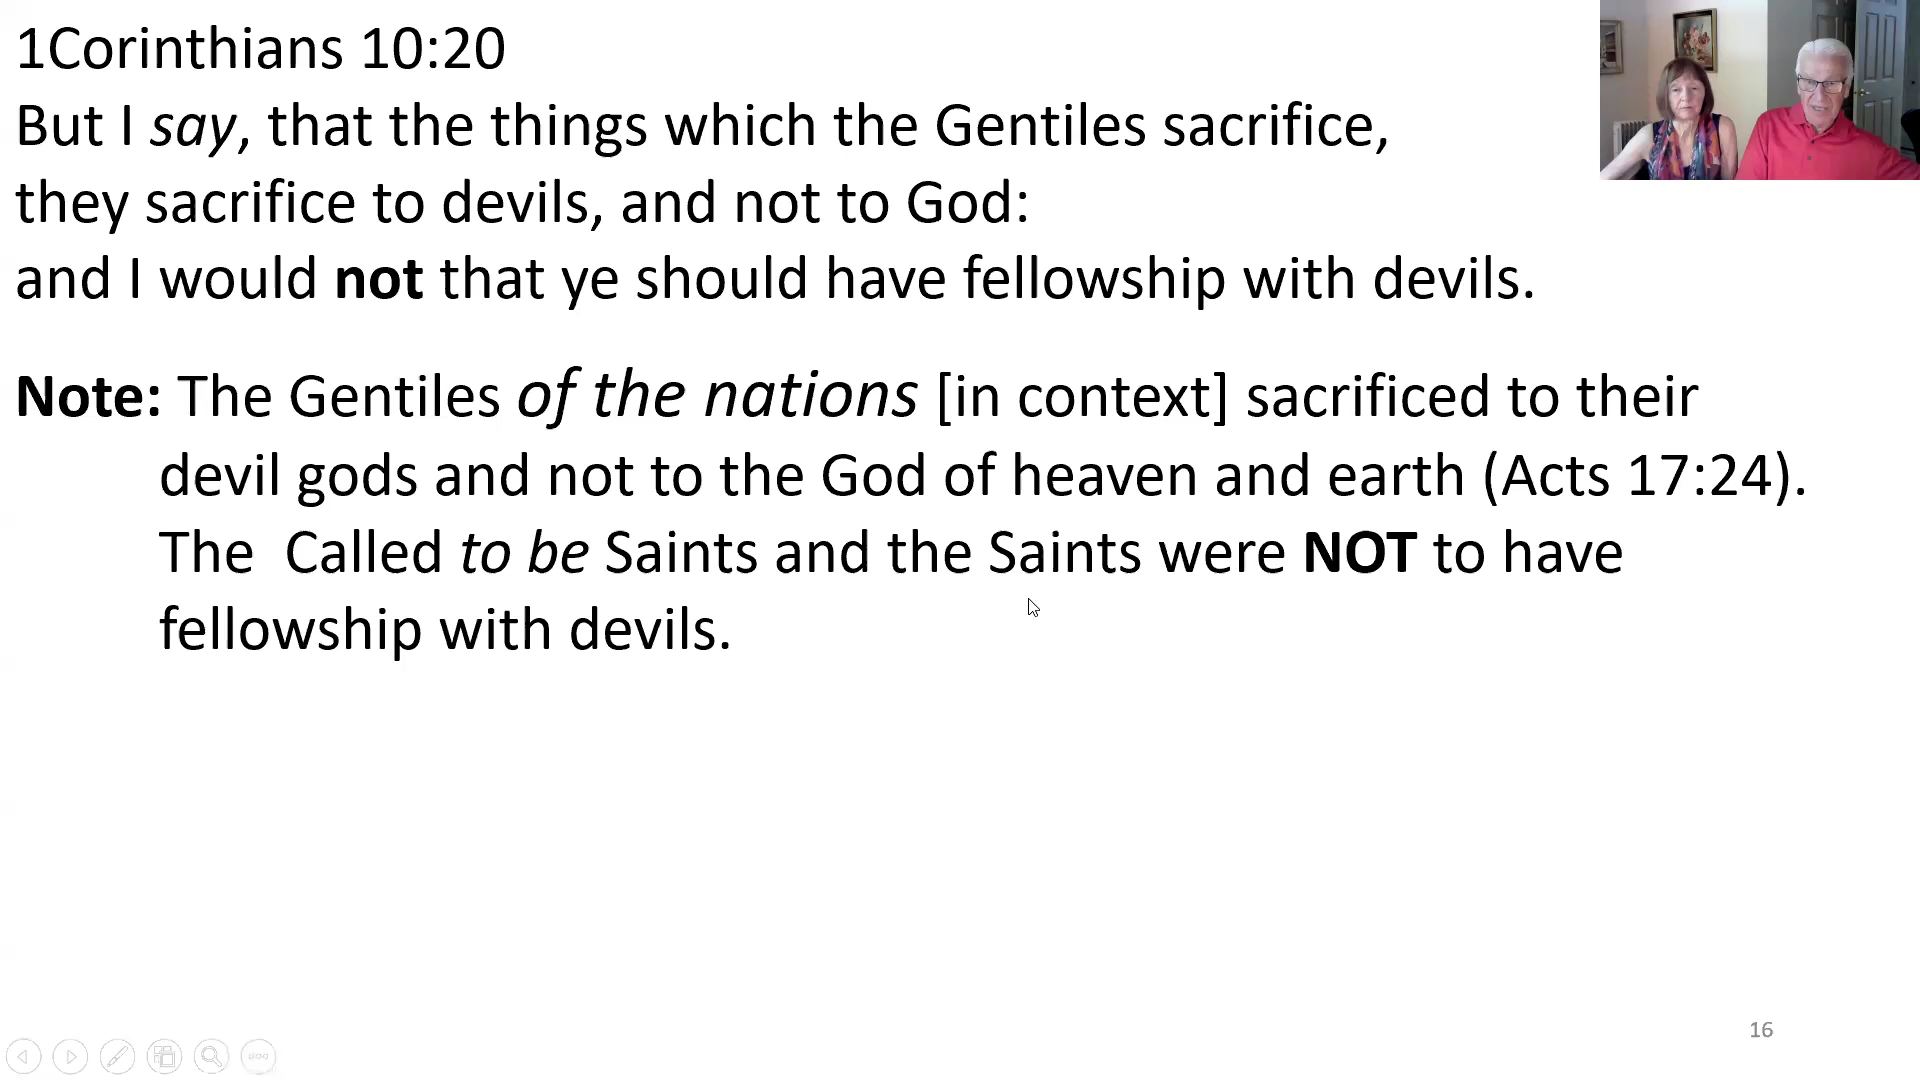 1Corinthians 10:20
But I say, that the things which the Gentiles sacrifice,
they sacrifice to devils, and not to God:
and I would not that ye should have fellowship with devils.
Note: The Gentiles of the nations [in context] sacrificed to their
devil gods and not to the God of heaven and earth (Acts 17:24).
The  Called to be Saints and the Saints were NOT to have
fellowship with devils.
16